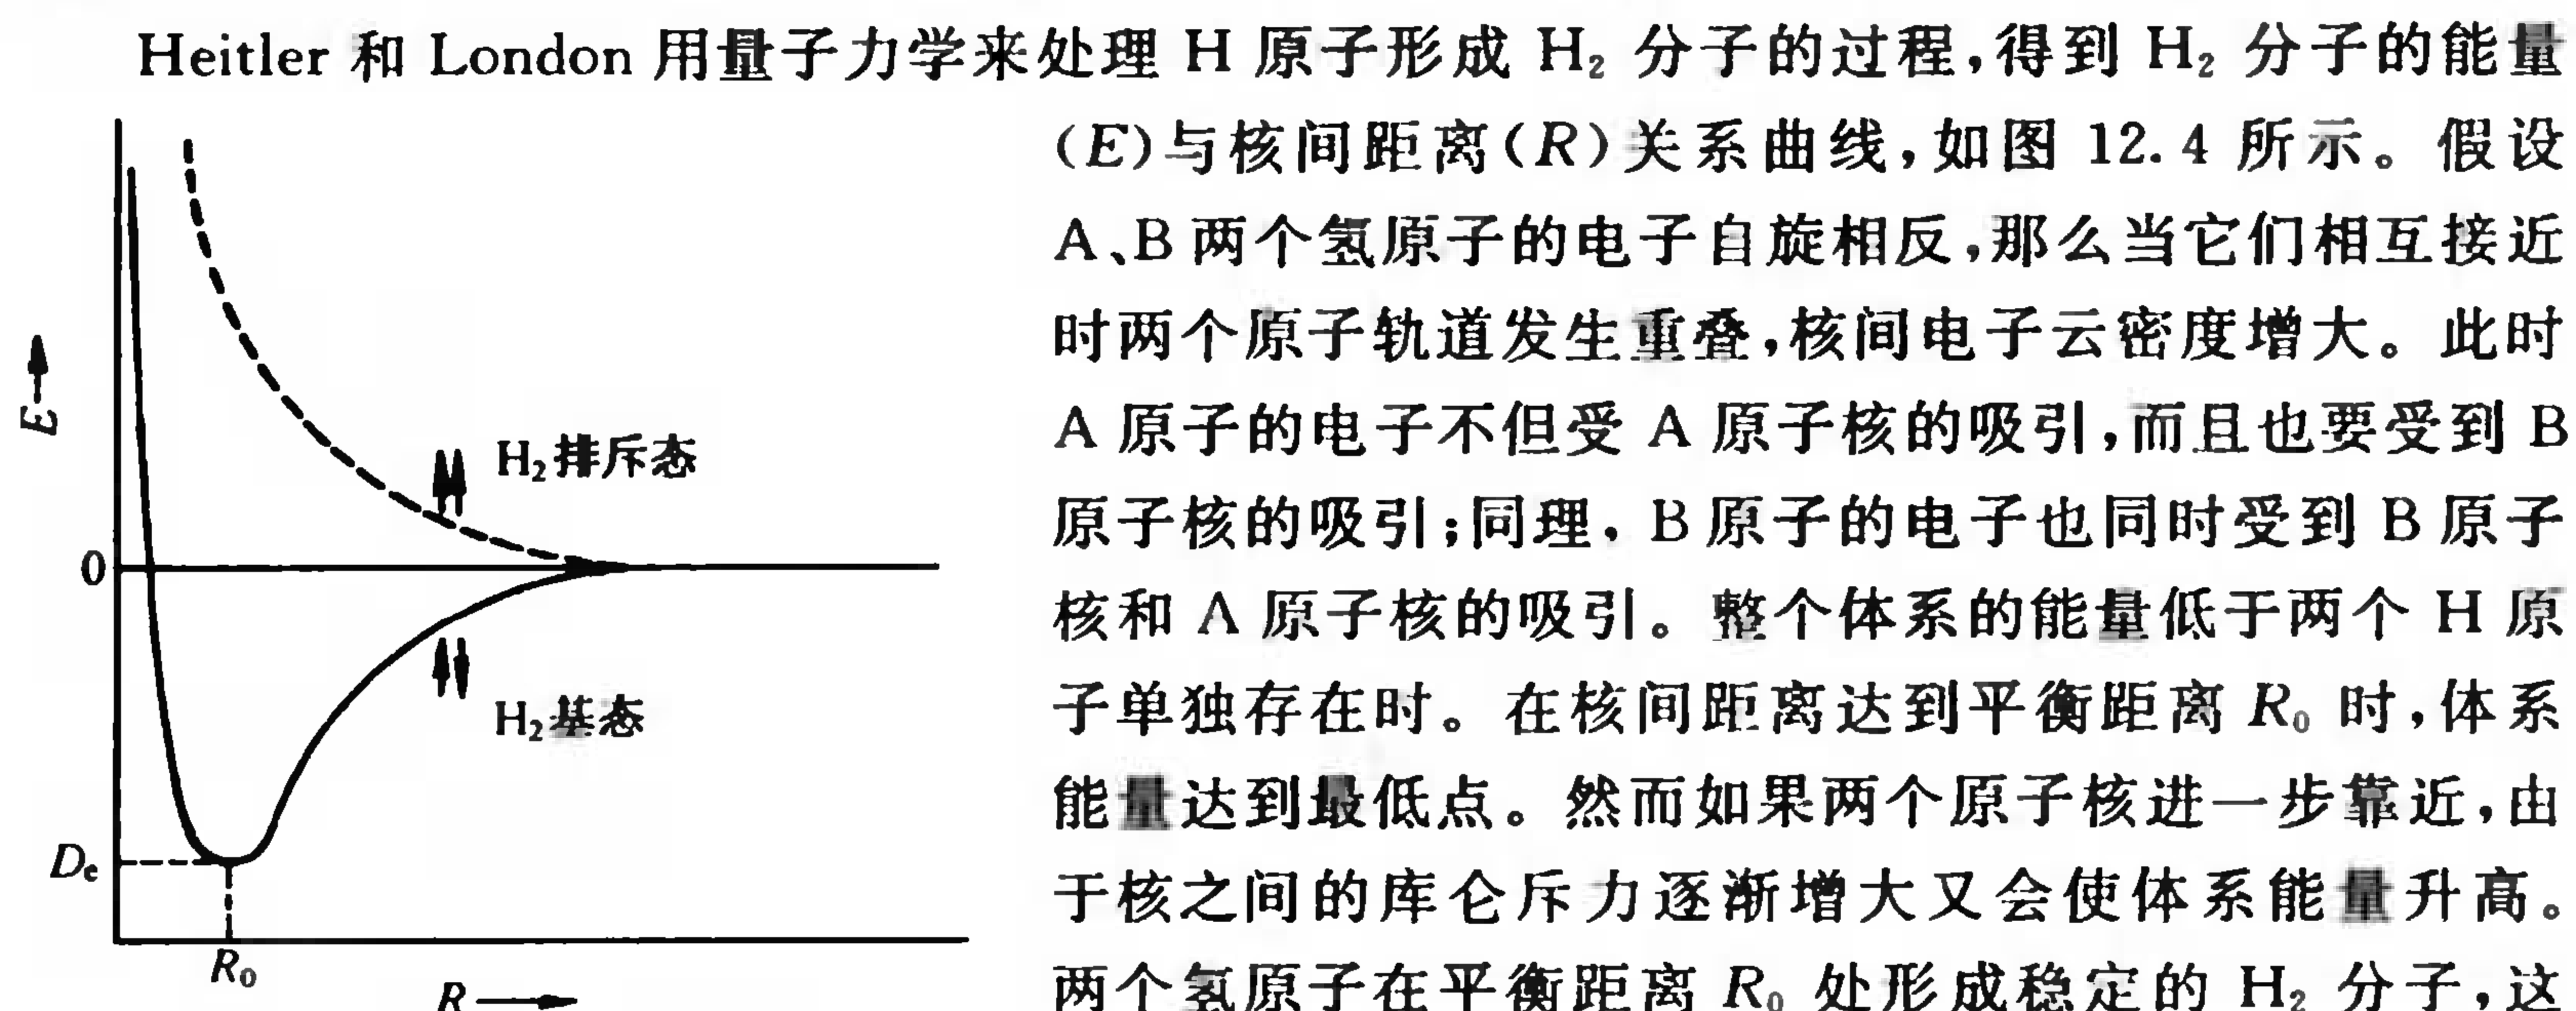 Heitler 和 London 用量子力学来处理 H 原子形成 H₂ 分子的过程,得到 H₂ 分子的能量
(E)与核间距离(R)关系曲线,如图 12.4 所示。假设
A、B 两个氢原子的电子自旋相反,那么当它们相互接近
时两个原子轨道发生重叠,核间电子云密度增大。此时
A 原子的电子不但受 A 原子核的吸引,而且也要受到 B
原子核的吸引;同理,B 原子的电子也同时受到 B 原子
核和 A 原子核的吸引。整个体系的能量低于两个 H 原
子单独存在时。在核间距离达到平衡距离 R₀ 时,体系
能量达到最低点。然而如果两个原子核进一步靠近,由
于核之间的库仑斥力逐渐增大又会使体系能量升高。
两个氢原子在平衡距离 R₀ 处形成稳定的 H₂ 分子,这
E
H₂排斥态
0
H₂基态
Dₑ
R₀
R